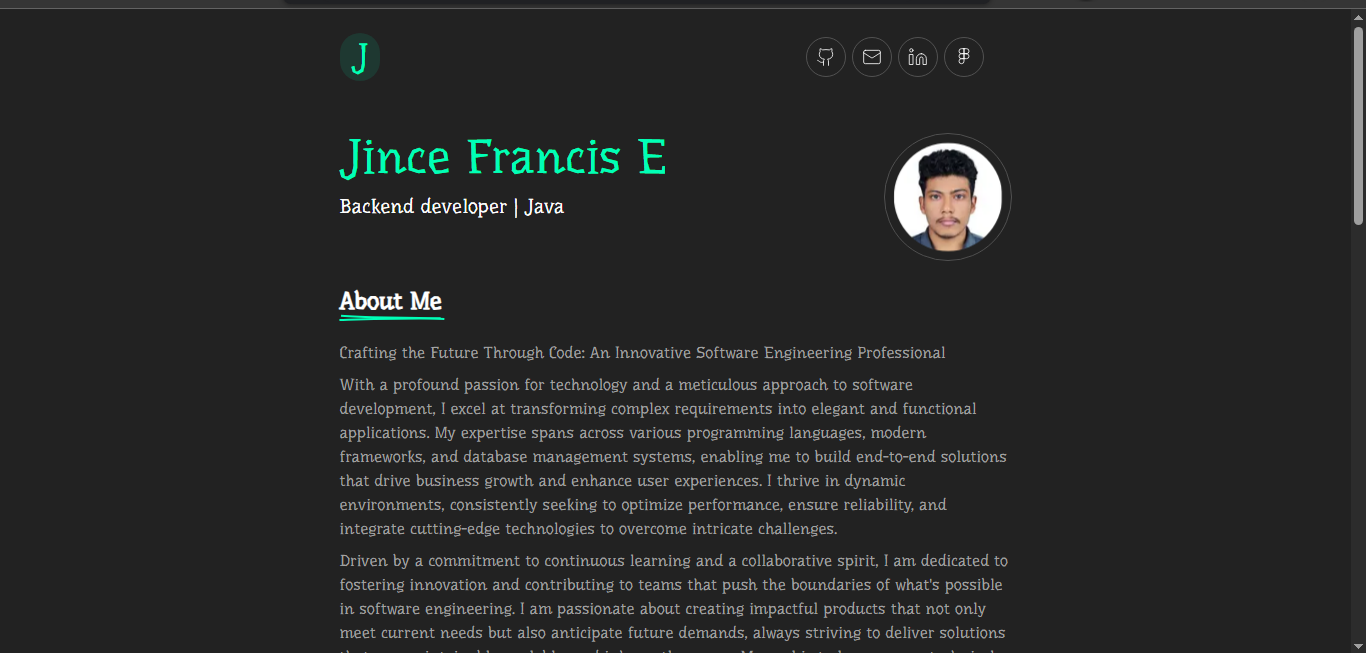 J
Jince Francis E
Backend developer | Java
About Me
Crafting the Future Through Code: An Innovative Software Engineering Professional
With a profound passion for technology and a meticulous approach to software
development, I excel at transforming complex requirements into elegant and functional
applications. My expertise spans across various programming languages, modern
frameworks, and database management systems, enabling me to build end-to-end solutions
that drive business growth and enhance user experiences. I thrive in dynamic
environments, consistently seeking to optimize performance, ensure reliability, and
integrate cutting-edge technologies to overcome intricate challenges.
Driven by a commitment to continuous learning and a collaborative spirit, I am dedicated to
fostering innovation and contributing to teams that push the boundaries of what's possible
in software engineering. I am passionate about creating impactful products that not only
meet current needs but also anticipate future demands, always striving to deliver solutions